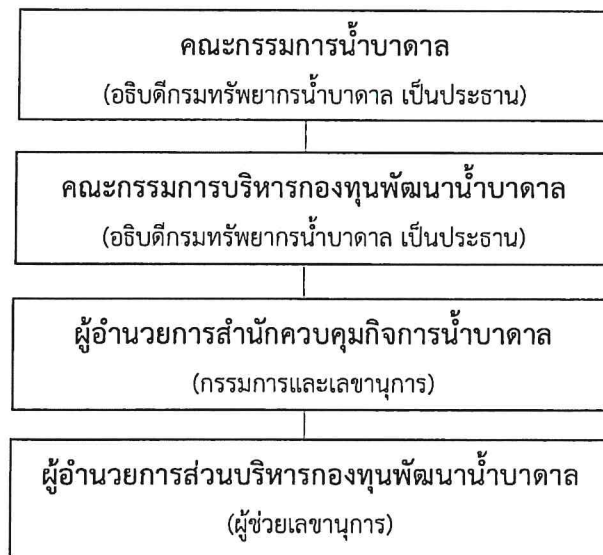 คณะกรรมการน้ำบาดาล
(อธิบดีกรมทรัพยากรน้ำบาดาล เป็นประธาน)
คณะกรรมการบริหารกองทุนพัฒนาน้ำบาดาล
(อธิบดีกรมทรัพยากรน้ำบาดาล เป็นประธาน)
ผู้อำนวยการสำนักควบคุมกิจการน้ำบาดาล
(กรรมการและเลขานุการ)
ผู้อำนวยการส่วนบริหารกองทุนพัฒนาน้ำบาดาล
(ผู้ช่วยเลขานุการ)